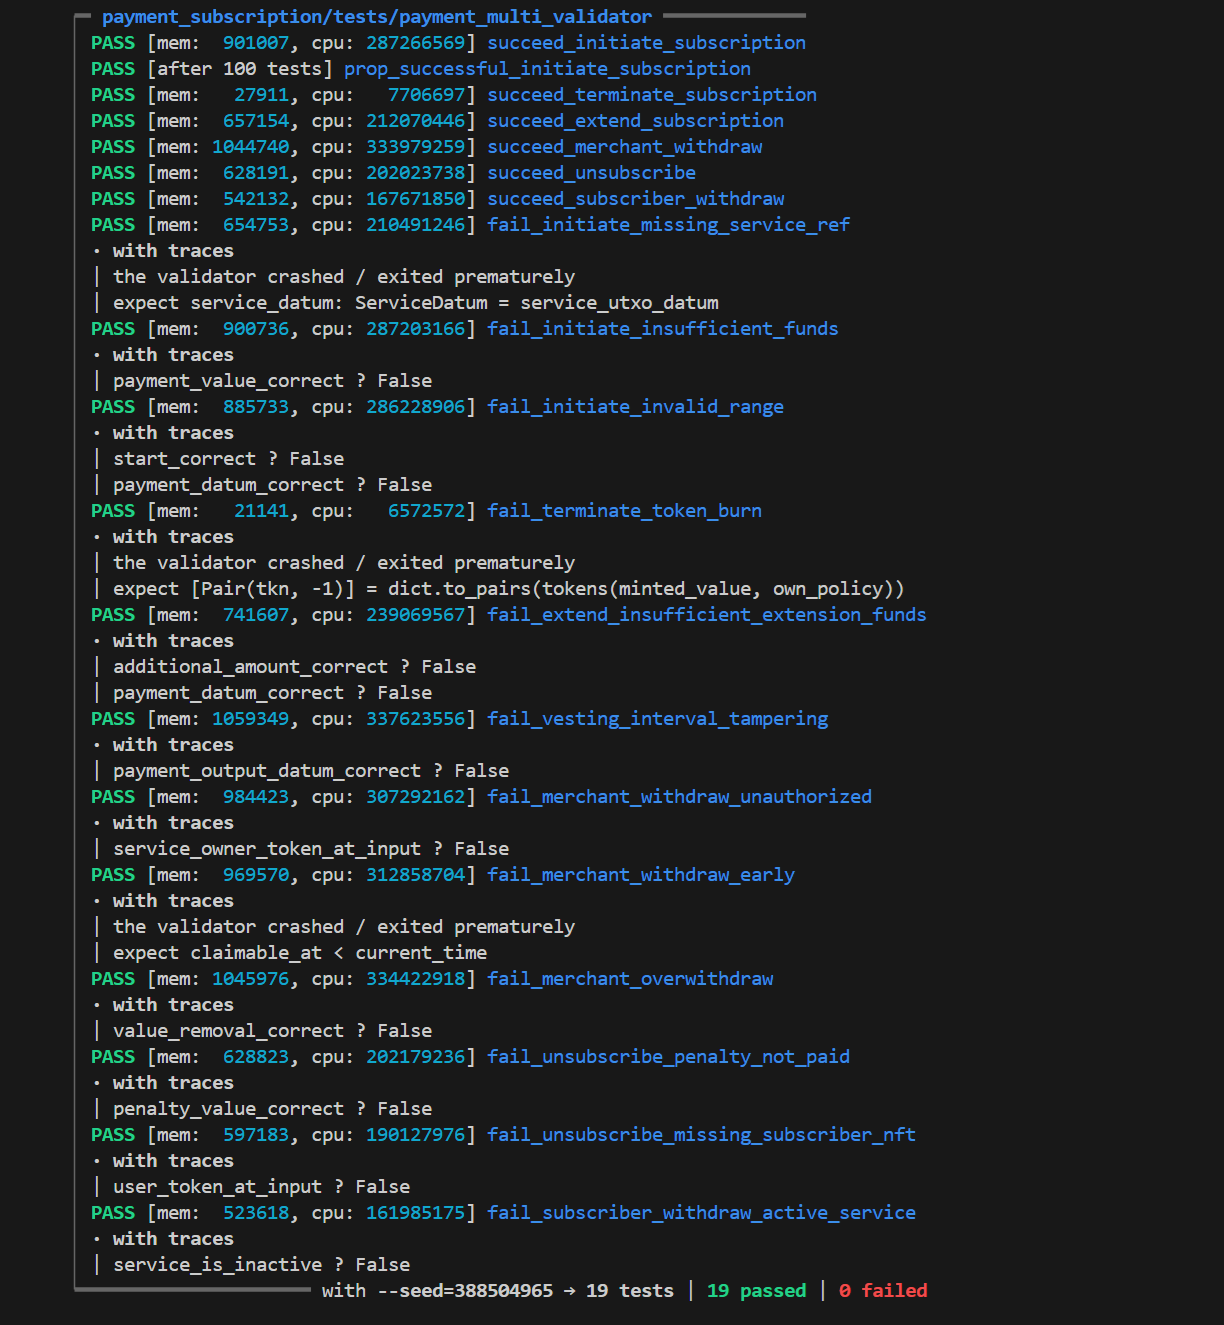 payment_subscription/tests/payment_multi_validator
PASS [mem:  901007, cpu: 287266569] succeed_initiate_subscription
PASS [after 100 tests] prop_successful_initiate_subscription
PASS [mem:   27911, cpu:   7706697] succeed_terminate_subscription
PASS [mem:  657154, cpu: 212070446] succeed_extend_subscription
PASS [mem: 1044740, cpu: 333979259] succeed_merchant_withdraw
PASS [mem:  628191, cpu: 202023738] succeed_unsubscribe
PASS [mem:  542132, cpu: 167671850] succeed_subscriber_withdraw
PASS [mem:  654753, cpu: 210491246] fail_initiate_missing_service_ref
· with traces
| the validator crashed / exited prematurely
| expect service_datum: ServiceDatum = service_utxo_datum
PASS [mem:  900736, cpu: 287203166] fail_initiate_insufficient_funds
· with traces
| payment_value_correct ? False
PASS [mem:  885733, cpu: 286228906] fail_initiate_invalid_range
· with traces
| start_correct ? False
| payment_datum_correct ? False
PASS [mem:   21141, cpu:   6572572] fail_terminate_token_burn
· with traces
| the validator crashed / exited prematurely
| expect [Pair(tkn, -1)] = dict.to_pairs(tokens(minted_value, own_policy))
PASS [mem:  741607, cpu: 239069567] fail_extend_insufficient_extension_funds
· with traces
| additional_amount_correct ? False
| payment_datum_correct ? False
PASS [mem: 1059349, cpu: 337623556] fail_vesting_interval_tampering
· with traces
| payment_output_datum_correct ? False
PASS [mem:  984423, cpu: 307292162] fail_merchant_withdraw_unauthorized
· with traces
| service_owner_token_at_input ? False
PASS [mem:  969570, cpu: 312858704] fail_merchant_withdraw_early
· with traces
| the validator crashed / exited prematurely
| expect claimable_at < current_time
PASS [mem: 1045976, cpu: 334422918] fail_merchant_overwithdraw
· with traces
| value_removal_correct ? False
PASS [mem:  628823, cpu: 202179236] fail_unsubscribe_penalty_not_paid
· with traces
| penalty_value_correct ? False
PASS [mem:  597183, cpu: 190127976] fail_unsubscribe_missing_subscriber_nft
· with traces
| user_token_at_input ? False
PASS [mem:  523618, cpu: 161985175] fail_subscriber_withdraw_active_service
· with traces
| service_is_inactive ? False
with --seed=388504965 → 19 tests | 19 passed | 0 failed